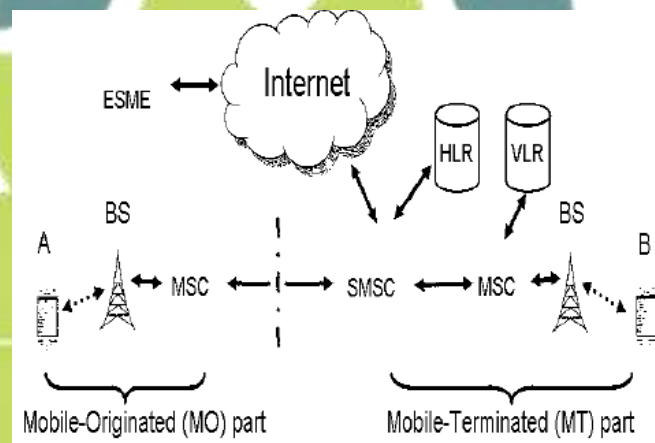 Internet
ESME
HLR
VLR
BS
BS
A
B
MSC
SMSC
MSC
Mobile-Originated (MO) part
Mobile-Terminated (MT) part